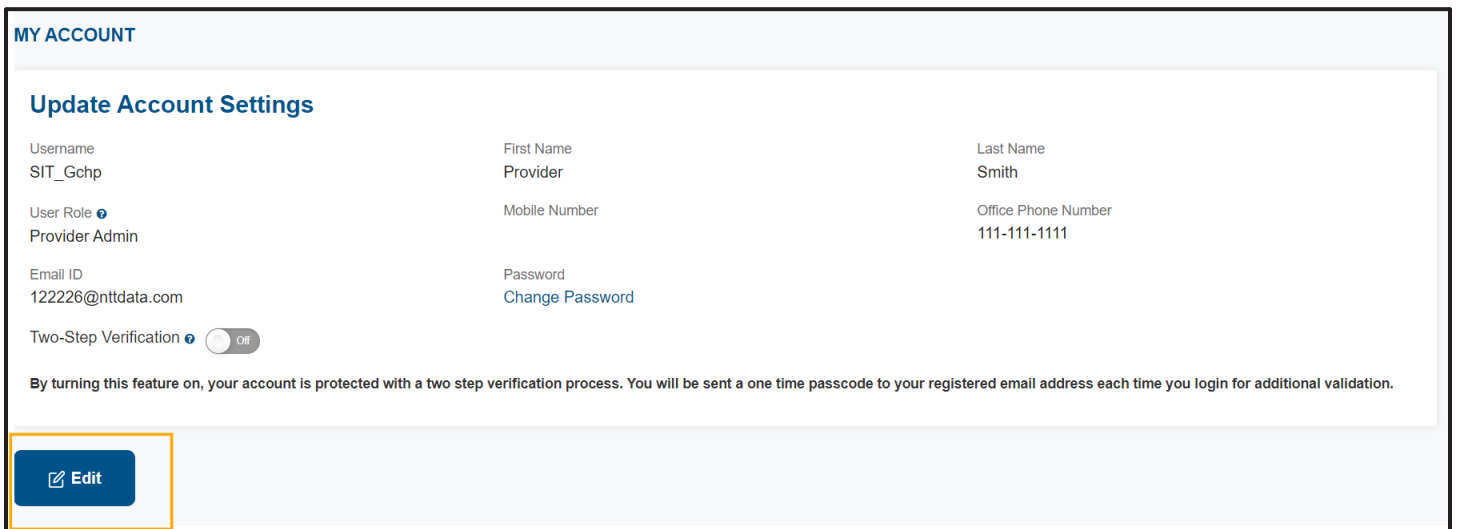 MY ACCOUNT
Update Account Settings
Username
First Name
Last Name
SIT_Gchp
Provider
Smith
User Role
Mobile Number
Office Phone Number
Provider Admin
111-111-1111
Email ID
Password
122226@nttdata.com
Change Password
Two-Step Verification
Off
By turning this feature on, your account is protected with a two step verification process. You will be sent a one time passcode to your registered email address each time you login for additional validation.
Edit